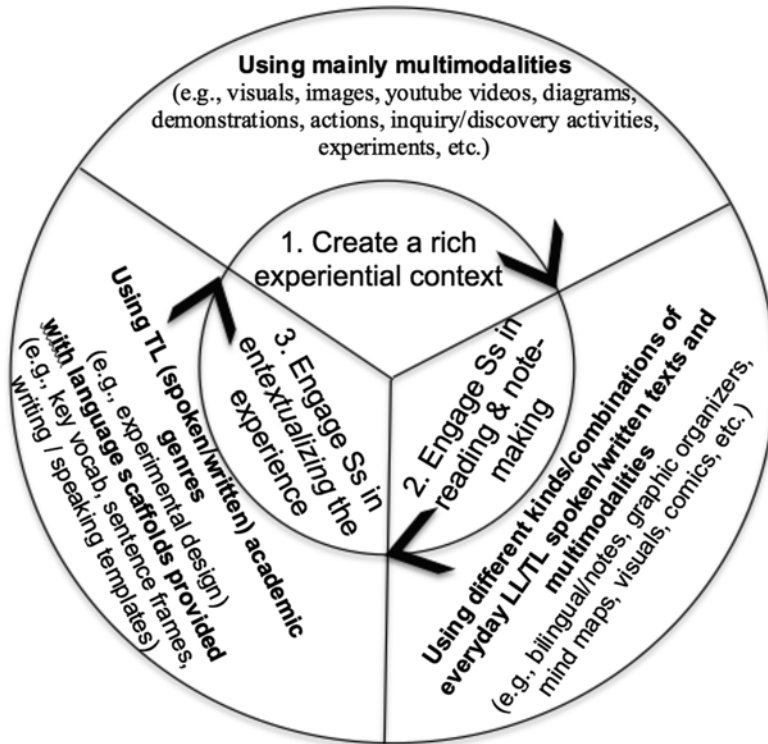 Using mainly multimodalities
(e.g., visuals, images, youtube videos, diagrams,
demonstrations, actions, inquiry/discovery activities,
experiments, etc.)
1. Create a rich
experiential context
2. Engage Ss in
reading & note-
making
Using different kinds/combinations of
everyday LL/TL spoken/written texts and
multimodalities
(e.g., bilingual/notes, graphic organizers,
mind maps, visuals, comics, etc.)
3. Engage Ss in
entextualizing the
experience
Using TL (spoken/written) academic
genres
(e.g., experimental design)
with language scaffolds provided
(e.g., key vocab, sentence frames,
writing / speaking templates)